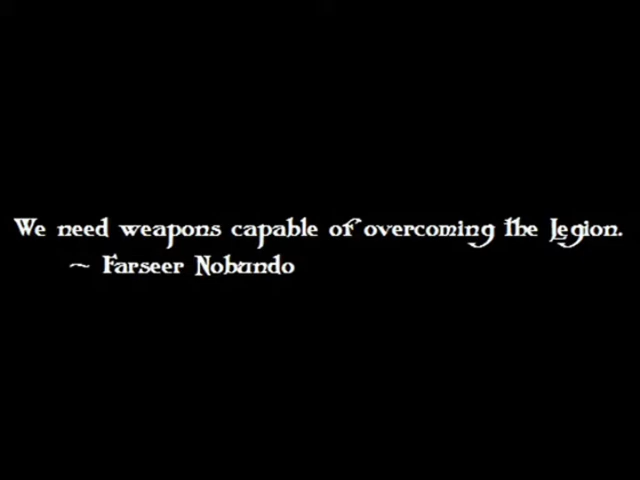 We need weapons capable of overcoming the Legion.
~ Farseer Nobundo